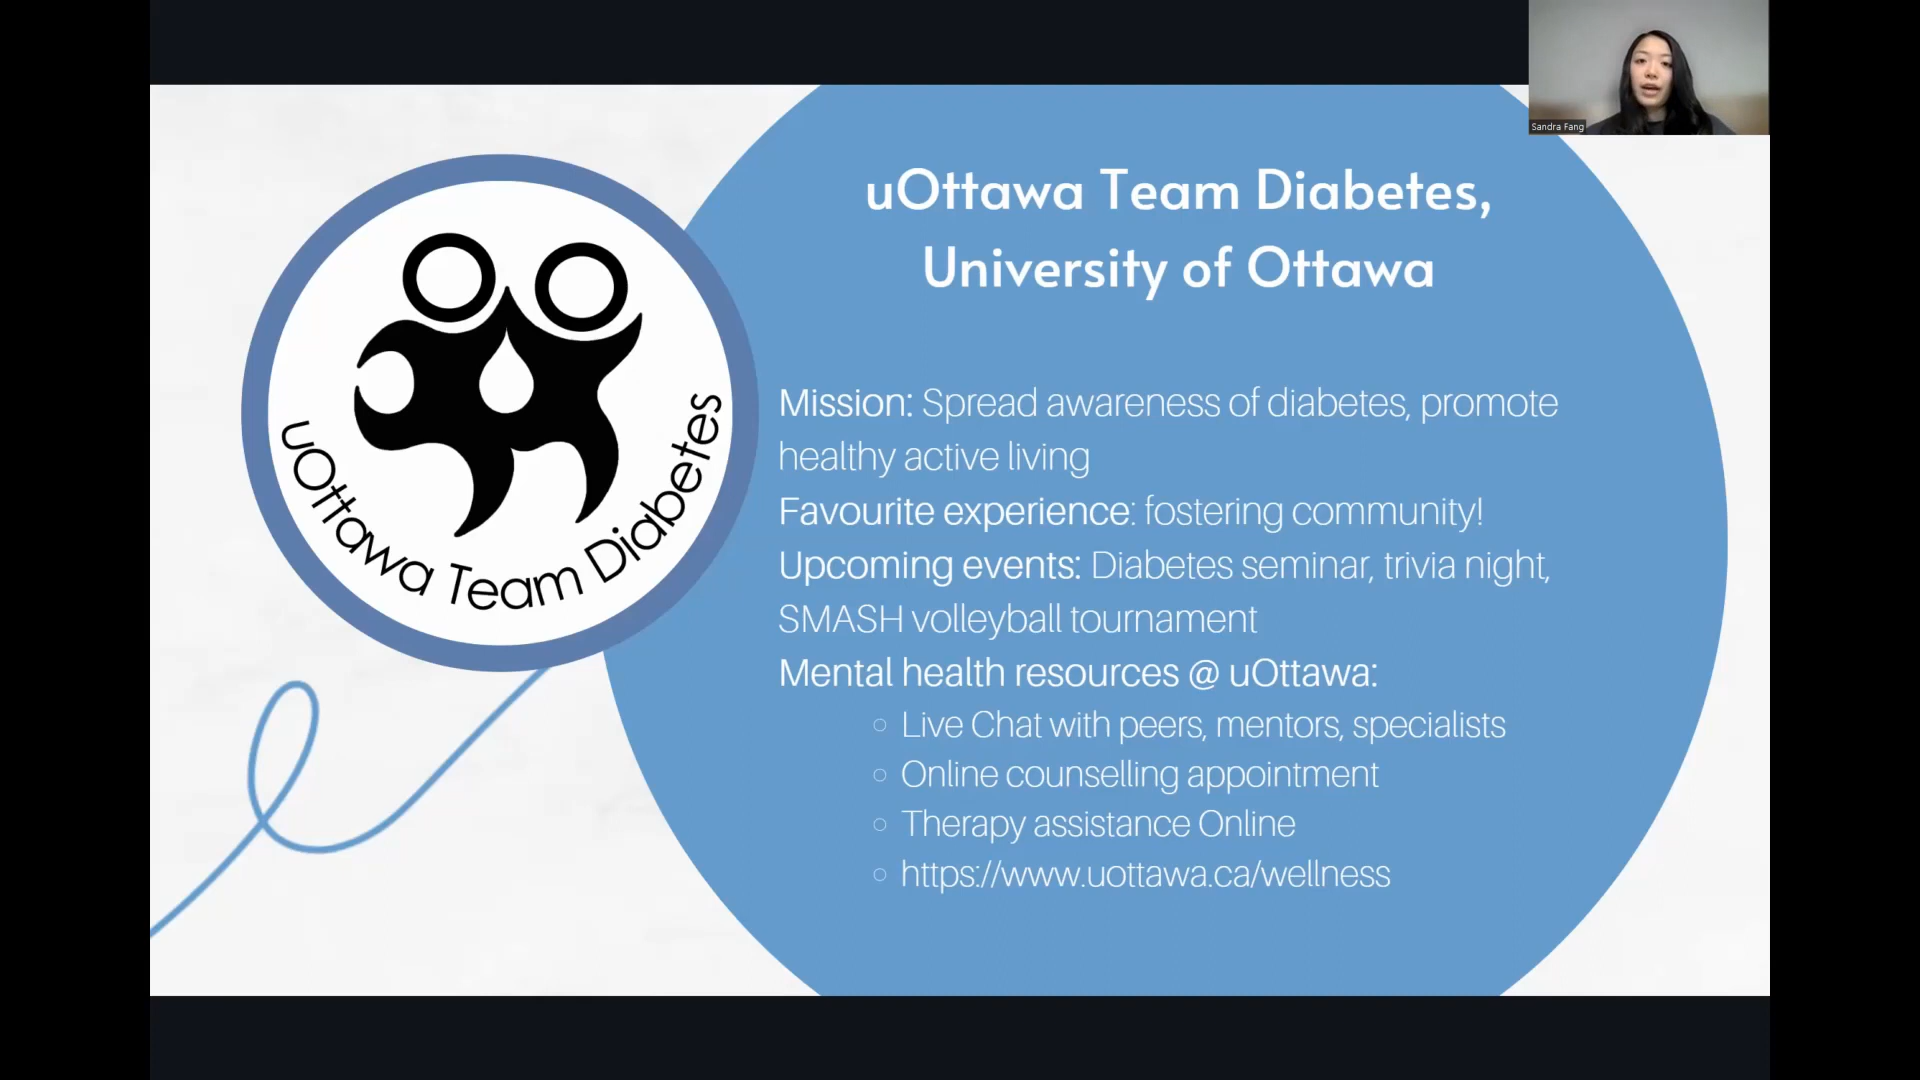 Sandra Fang
uOttawa Team Diabetes,
University of Ottawa
uOttawa Team Diabetes
Mission: Spread awareness of diabetes, promote
healthy active living
Favourite experience: fostering community!
Upcoming events: Diabetes seminar, trivia night,
SMASH volleyball tournament
Mental health resources @ uOttawa:
Live Chat with peers, mentors, specialists
Online counselling appointment
Therapy assistance Online
https://www.uottawa.ca/wellness